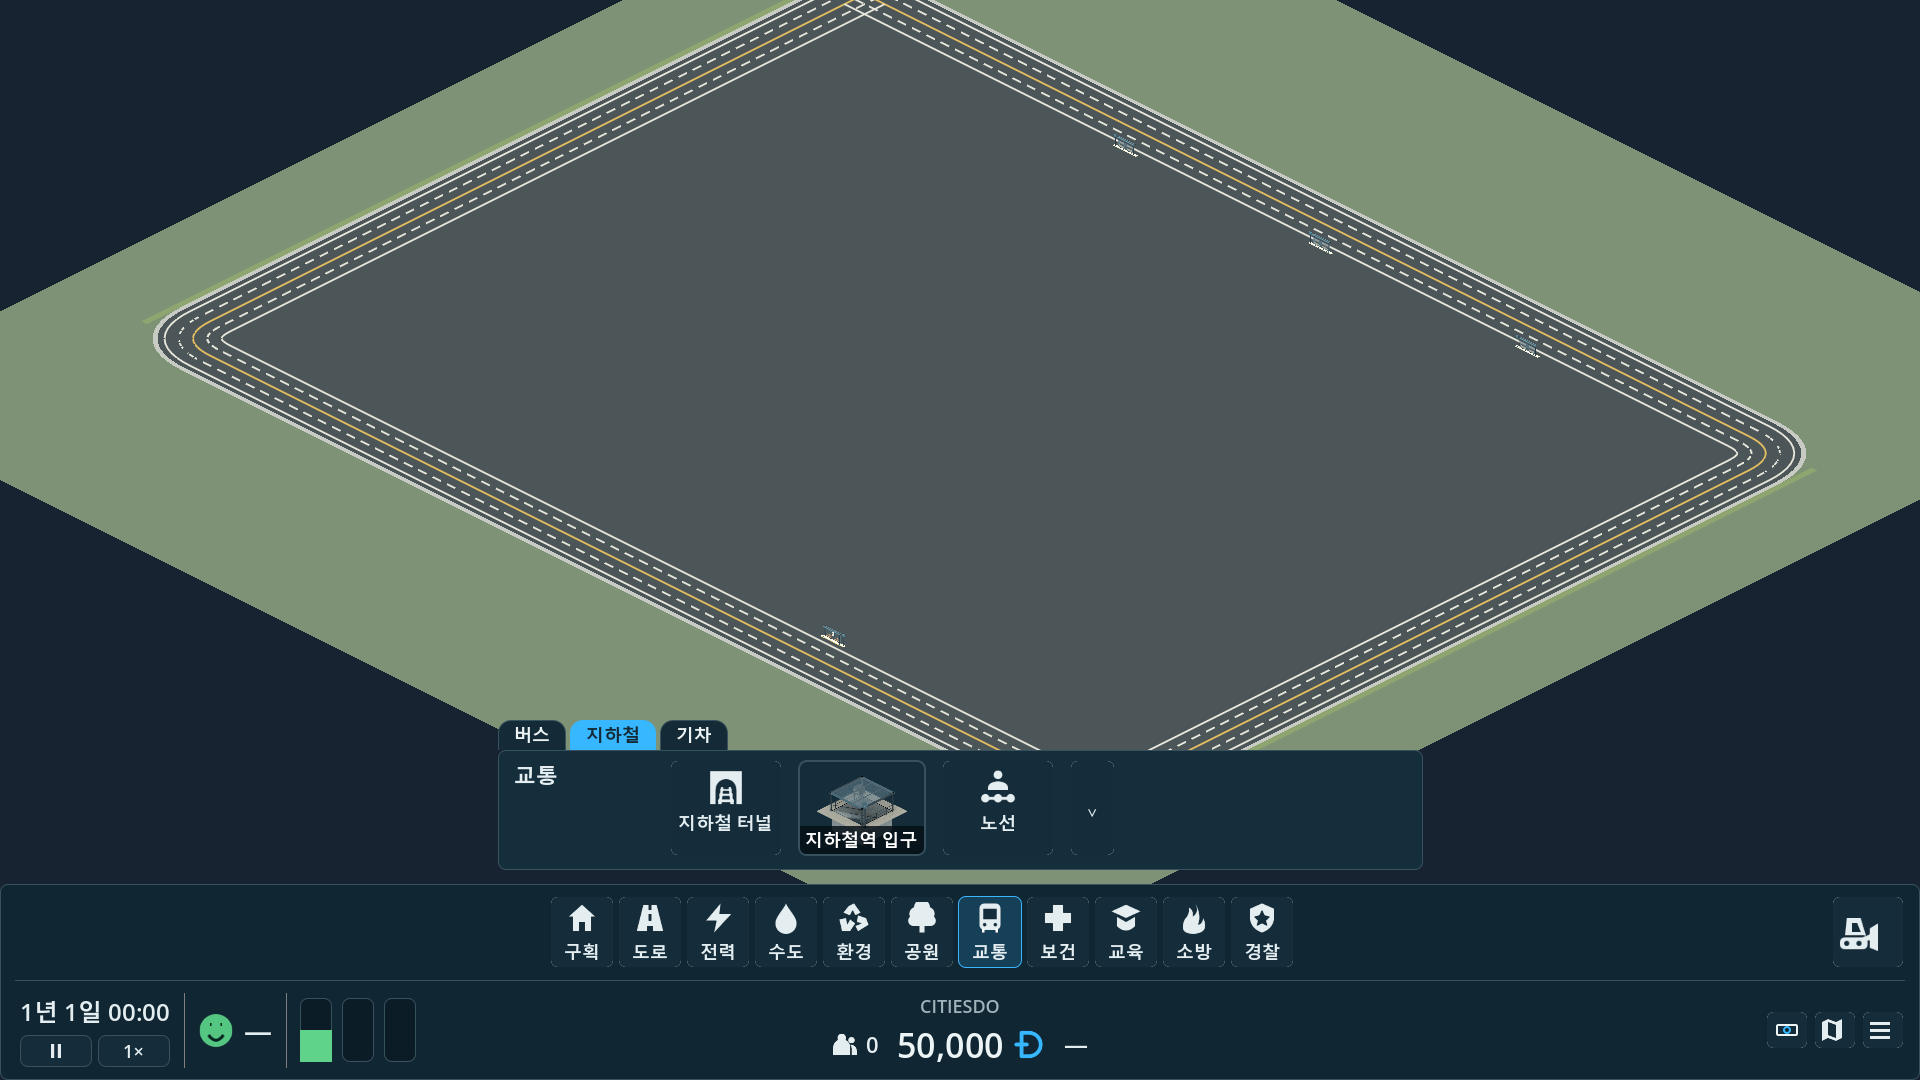 버스 지하철 기차
교통
지하철 터널 지하철역 입구 노선 v
구획 도로 전력 수도 환경 공원 교통 보건 교육 소방 경찰
1년 1일 00:00
1×
CITIESDO
0 50,000 Đ —